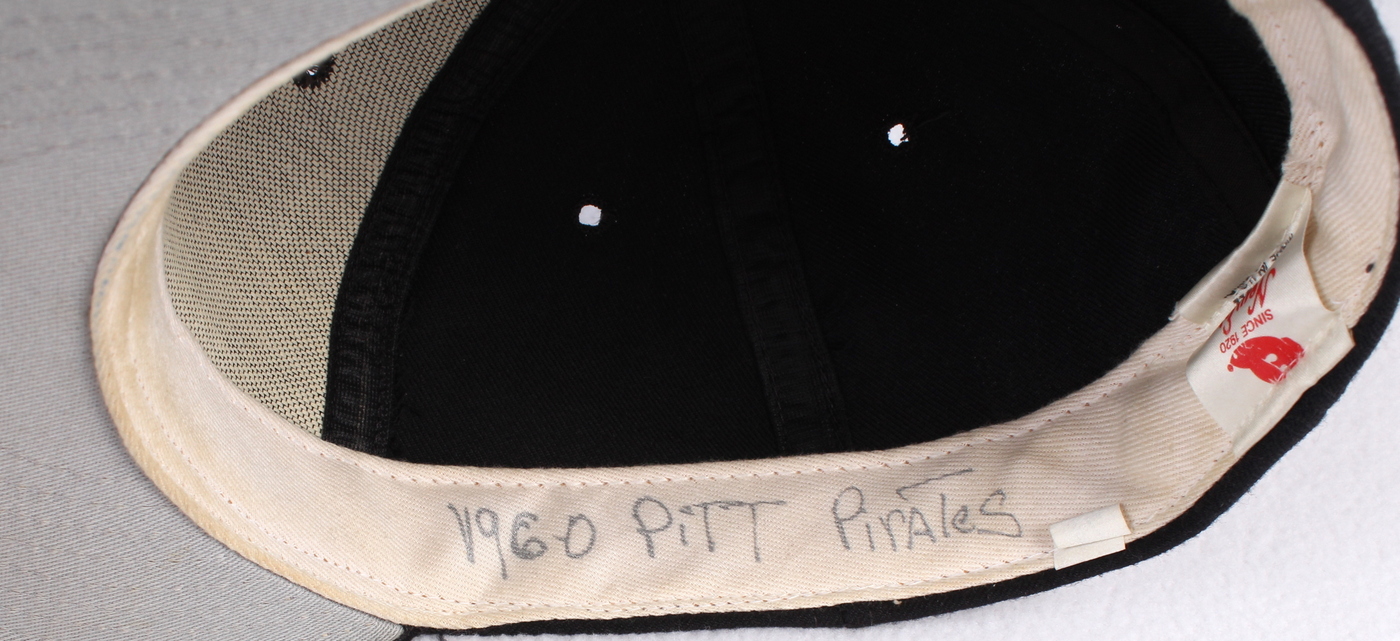 1960 PiTT PirATes
SINCE 1920